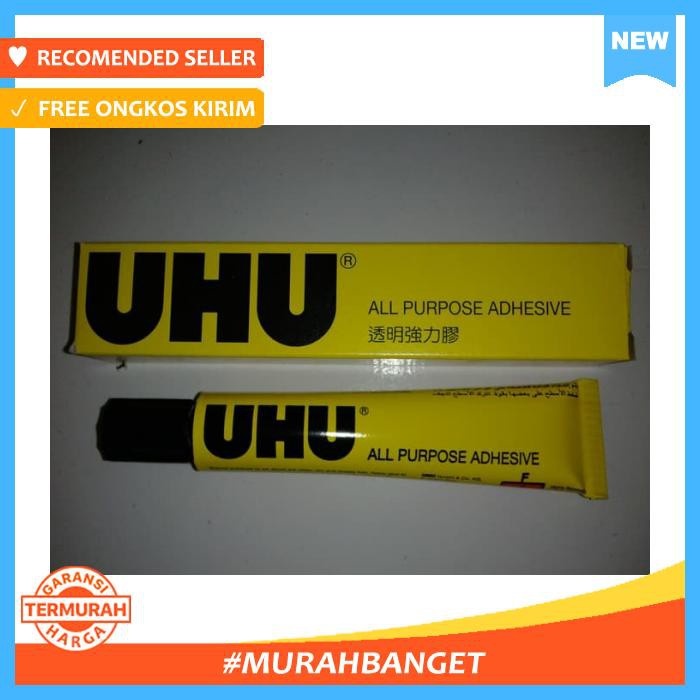 RECOMENDED SELLER
✓ FREE ONGKOS KIRIM
NEW
UHU®
ALL PURPOSE ADHESIVE
透明強力膠
UHU®
ALL PURPOSE ADHESIVE
F
GARANSI
TERMURAH
HARGA
#MURAHBANGET